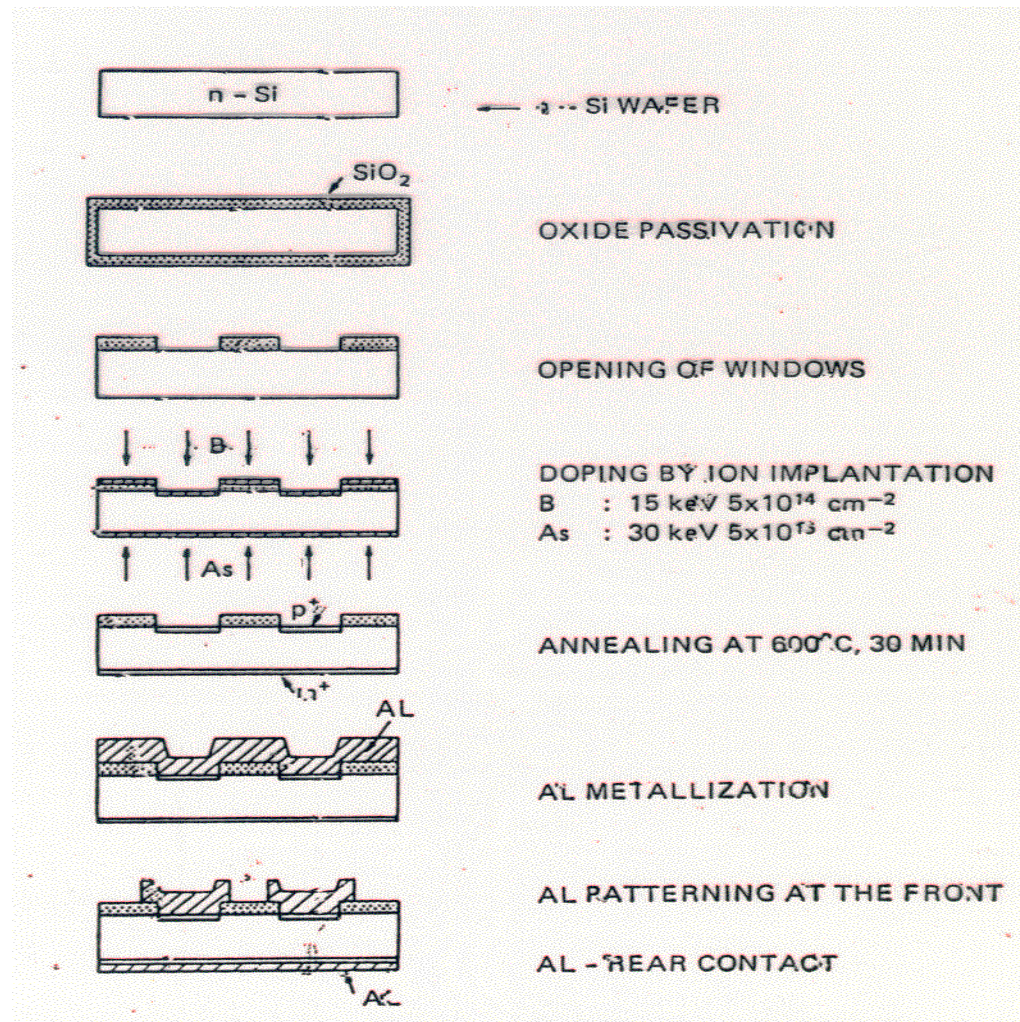 n - Si
Si WAFER
SiO₂
OXIDE PASSIVATION
OPENING OF WINDOWS
B
DOPING BY ION IMPLANTATION
B : 15 keV 5x10¹⁴ cm⁻²
As : 30 keV 5x10¹⁵ cm⁻²
As
p⁺
ANNEALING AT 600°C, 30 MIN
n⁺
AL
AL METALLIZATION
AL PATTERNING AT THE FRONT
AL - REAR CONTACT
AL